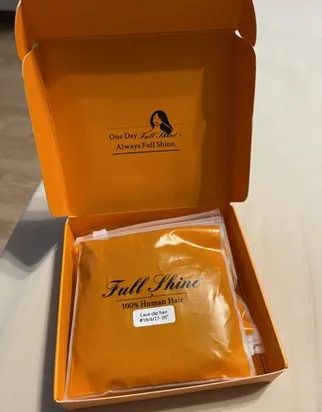 One Day Full Shine,
Always Full Shine.
Full Shine
100% Human Hair
Lace clip hair